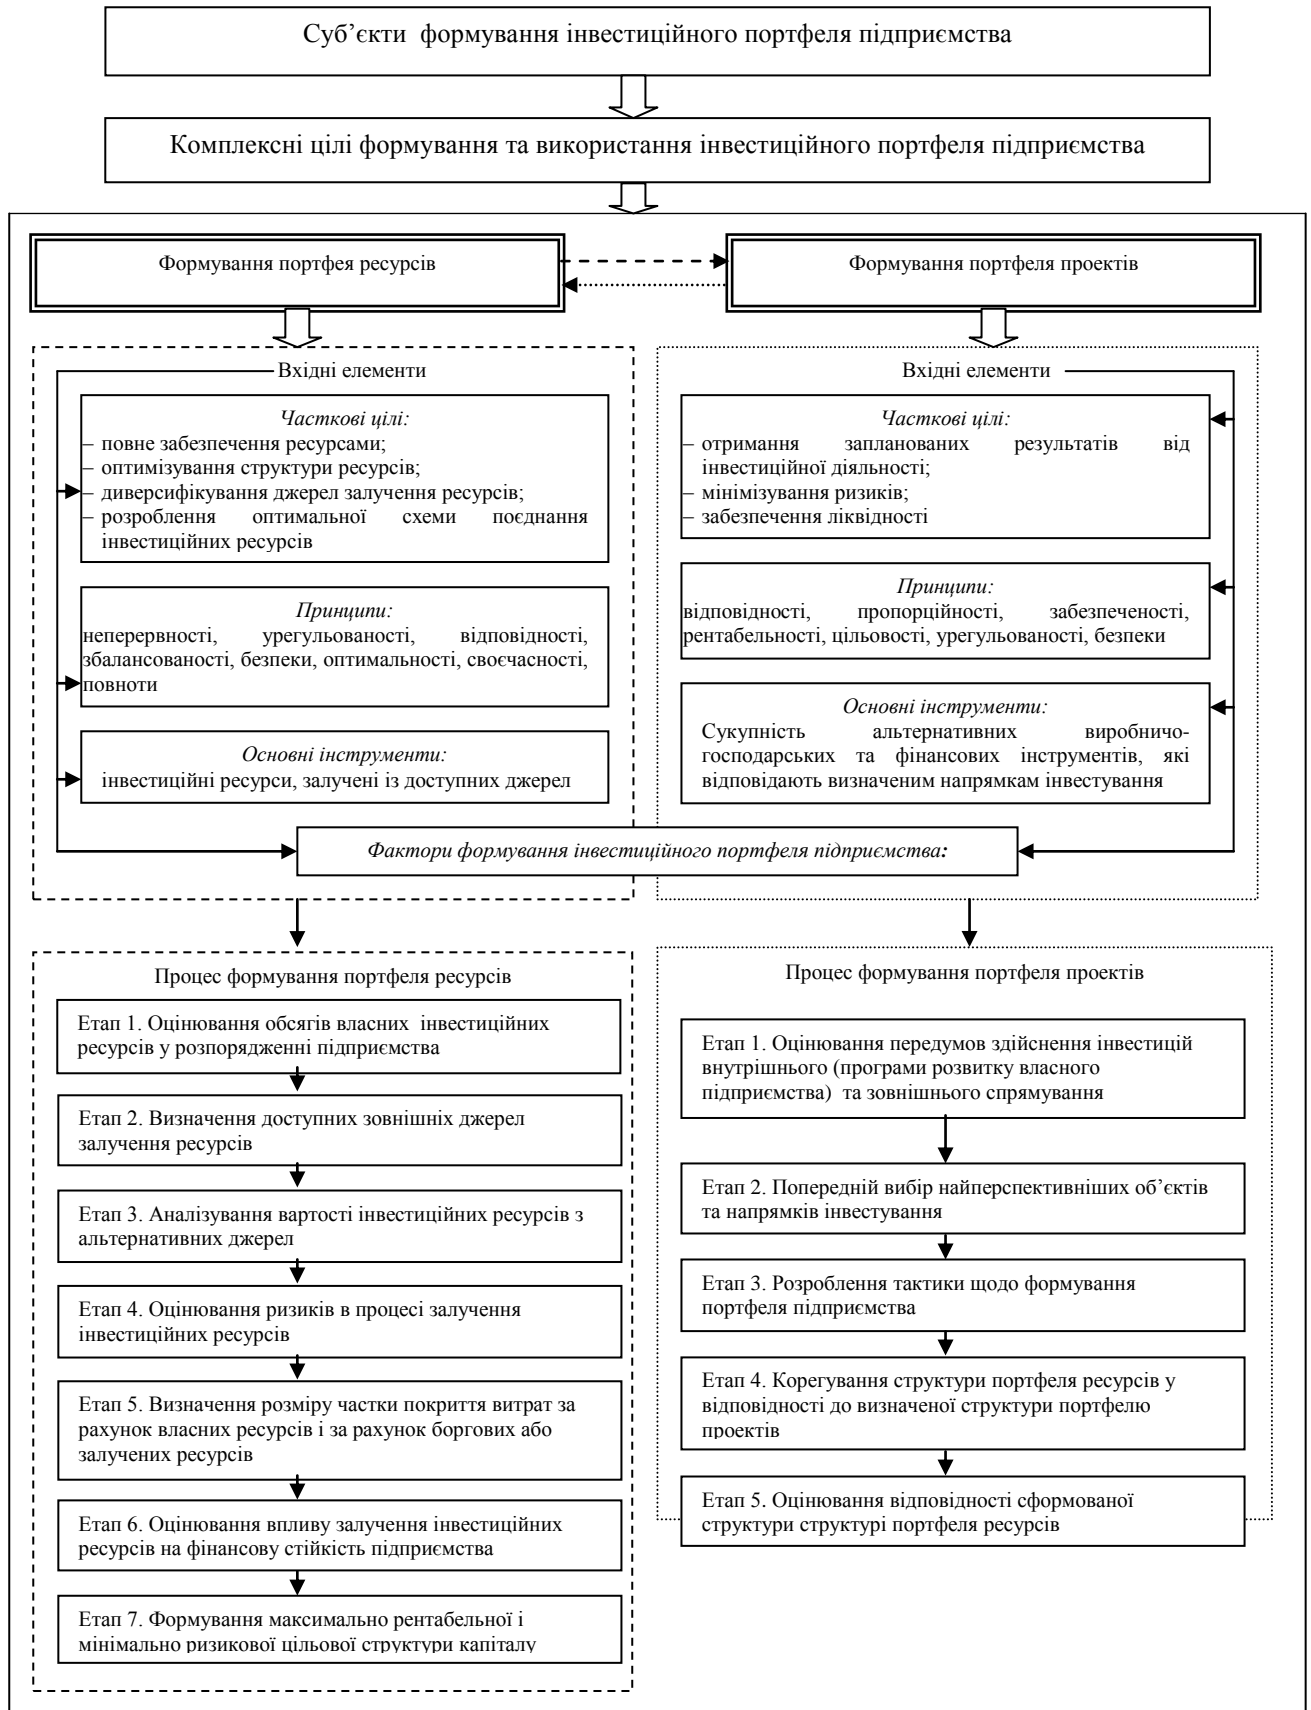 Суб’єкти формування інвестиційного портфеля підприємства
Комплексні цілі формування та використання інвестиційного портфеля підприємства
Формування портфея ресурсів
Формування портфеля проектів
Вхідні елементи
Часткові цілі:
– повне забезпечення ресурсами;
– оптимізування структури ресурсів;
– диверсифікування джерел залучення ресурсів;
– розроблення оптимальної схеми поєднання
інвестиційних ресурсів
Принципи:
неперервності, урегульованості, відповідності,
збалансованості, безпеки, оптимальності, своєчасності,
повноти
Основні інструменти:
інвестиційні ресурси, залучені із доступних джерел
Вхідні елементи
Часткові цілі:
– отримання запланованих результатів від
інвестиційної діяльності;
– мінімізування ризиків;
– забезпечення ліквідності
Принципи:
відповідності, пропорційності, забезпеченості,
рентабельності, цільовості, урегульованості, безпеки
Основні інструменти:
Сукупність альтернативних виробничо-
господарських та фінансових інструментів, які
відповідають визначеним напрямкам інвестування
Фактори формування інвестиційного портфеля підприємства:
Процес формування портфеля ресурсів
Етап 1. Оцінювання обсягів власних інвестиційних
ресурсів у розпорядженні підприємства
Етап 2. Визначення доступних зовнішніх джерел
залучення ресурсів
Етап 3. Аналізування вартості інвестиційних ресурсів з
альтернативних джерел
Етап 4. Оцінювання ризиків в процесі залучення
інвестиційних ресурсів
Етап 5. Визначення розміру частки покриття витрат за
рахунок власних ресурсів і за рахунок боргових або
залучених ресурсів
Етап 6. Оцінювання впливу залучення інвестиційних
ресурсів на фінансову стійкість підприємства
Етап 7. Формування максимально рентабельної і
мінімально ризикової цільової структури капіталу
Процес формування портфеля проектів
Етап 1. Оцінювання передумов здійснення інвестицій
внутрішнього (програми розвитку власного
підприємства) та зовнішнього спрямування
Етап 2. Попередній вибір найперспективніших об’єктів
та напрямків інвестування
Етап 3. Розроблення тактики щодо формування
портфеля підприємства
Етап 4. Корегування структури портфеля ресурсів у
відповідності до визначеної структури портфелю
проектів
Етап 5. Оцінювання відповідності сформованої
структури структурі портфеля ресурсів